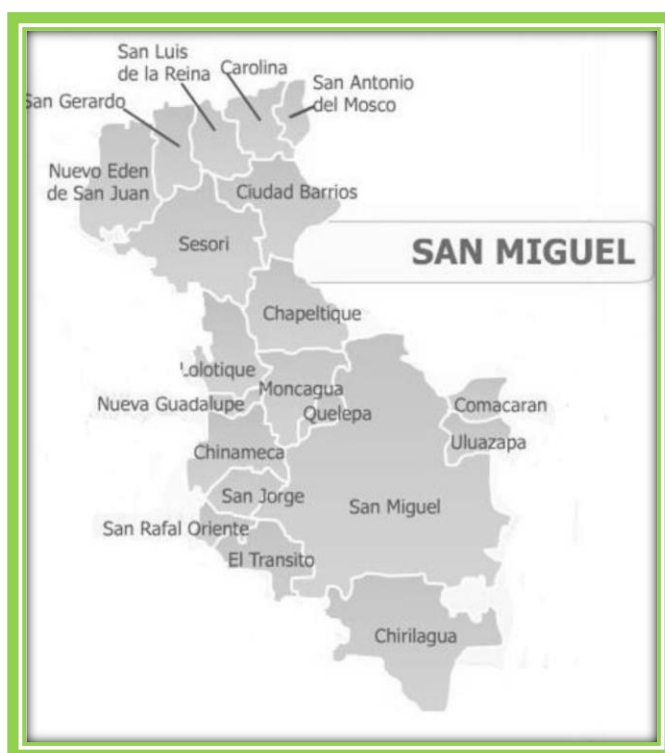 San Luis
de la Reina
Carolina
San Antonio
del Mosco
San Gerardo
Nuevo Eden
de San Juan
Ciudad Barrios
Sesori
SAN MIGUEL
Chapeltique
Lolotique
Moncagua
Nueva Guadalupe
Quelepa
Comacaran
Uluazapa
Chinameca
San Jorge
San Miguel
San Rafal Oriente
El Transito
Chirilagua